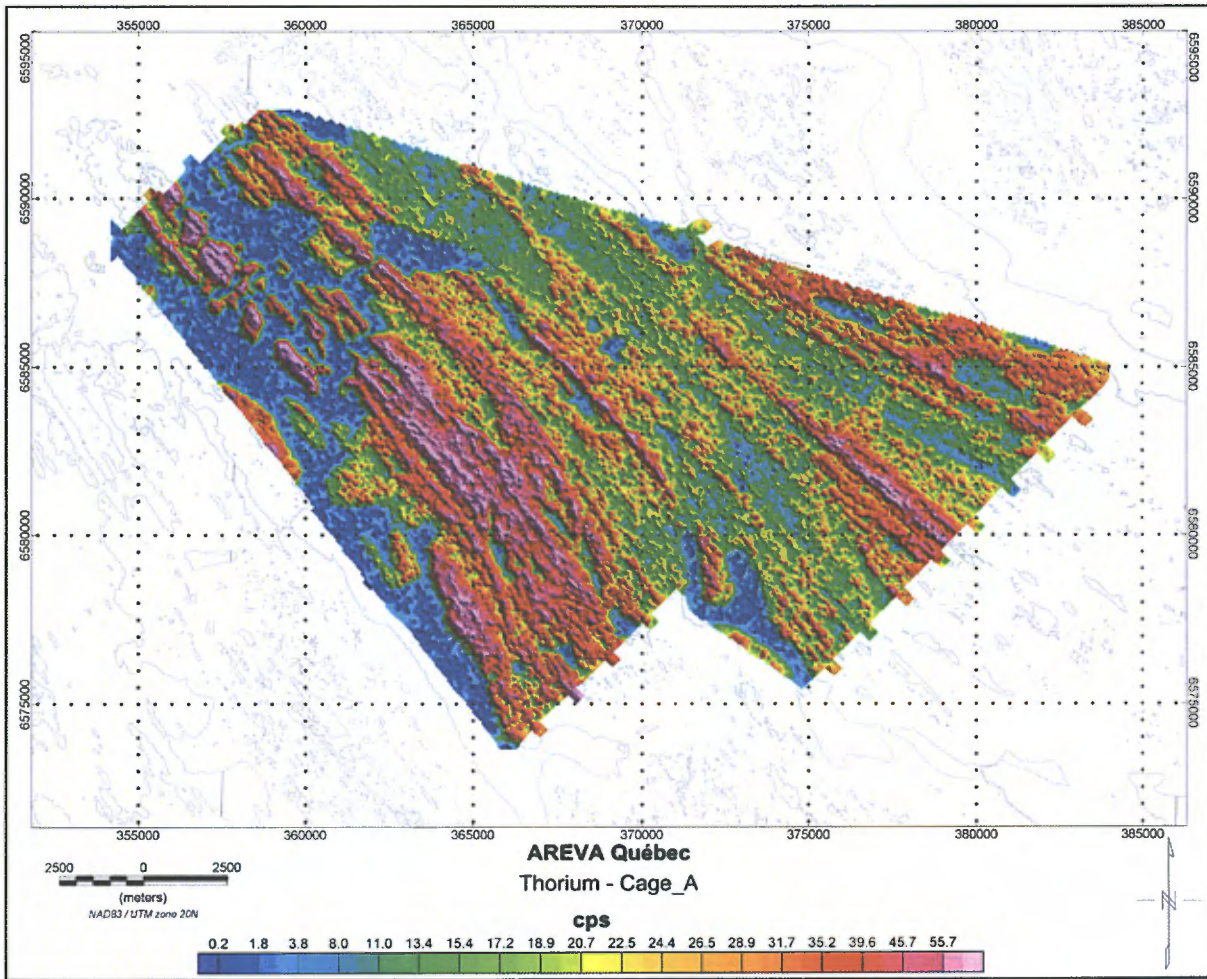 355000 360000 365000 370000 375000 380000 385000
6595000 6595000
6590000 6590000
6585000 6585000
6580000 6580000
6575000 6575000
355000 360000 365000 370000 375000 380000 385000
AREVA Québec
Thorium - Cage_A
2500 0 2500
(meters)
NAD83 / UTM zone 20N
N
cps
0.2 1.8 3.8 8.0 11.0 13.4 15.4 17.2 18.9 20.7 22.5 24.4 26.5 28.9 31.7 35.2 39.6 45.7 55.7